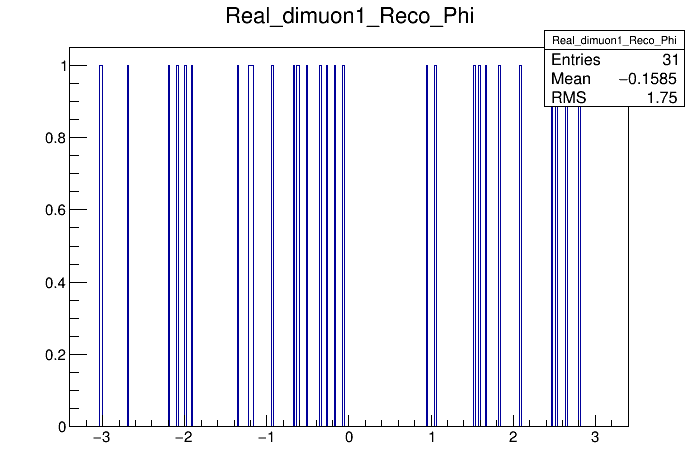 Real_dimuon1_Reco_Phi
Real_dimuon1_Reco_Phi
Entries 31
Mean −0.1585
RMS 1.75
1
0.8
0.6
0.4
0.2
0
−3 −2 −1 0 1 2 3